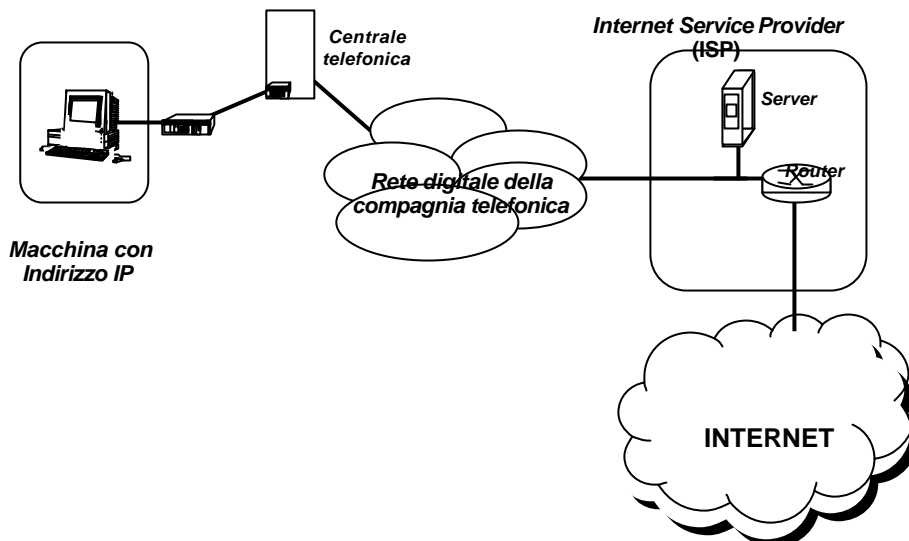 Centrale
telefonica
Internet Service Provider
(ISP)
Server
Router
Rete digitale della
compagnia telefonica
Macchina con
Indirizzo IP
INTERNET